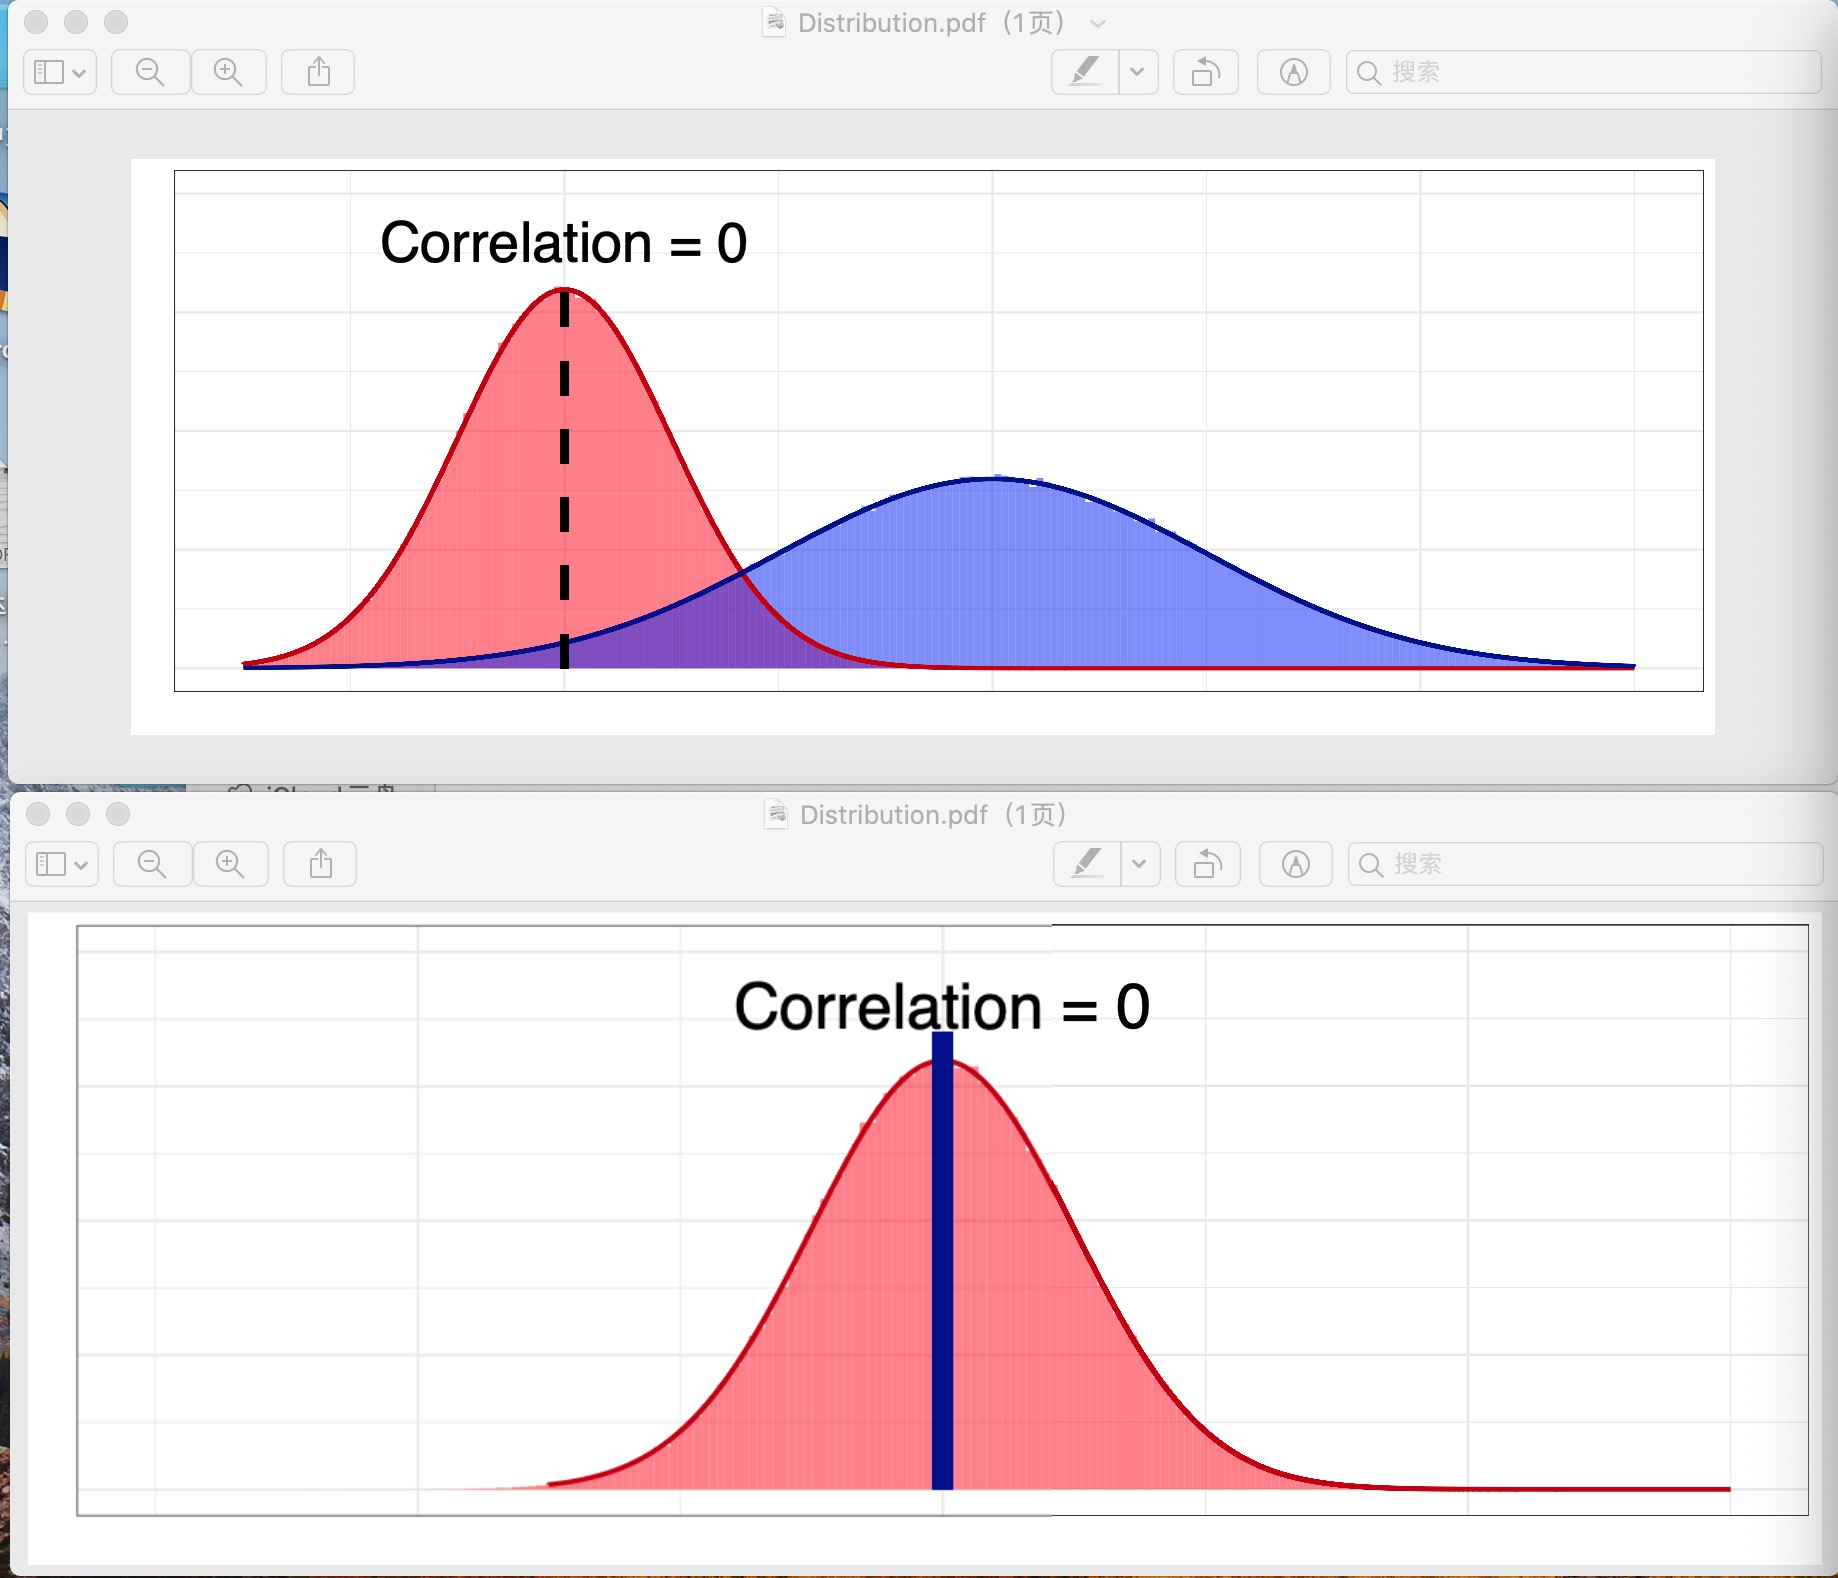 Distribution.pdf（1页）
搜索
Correlation = 0
Distribution.pdf（1页）
搜索
Correlation = 0